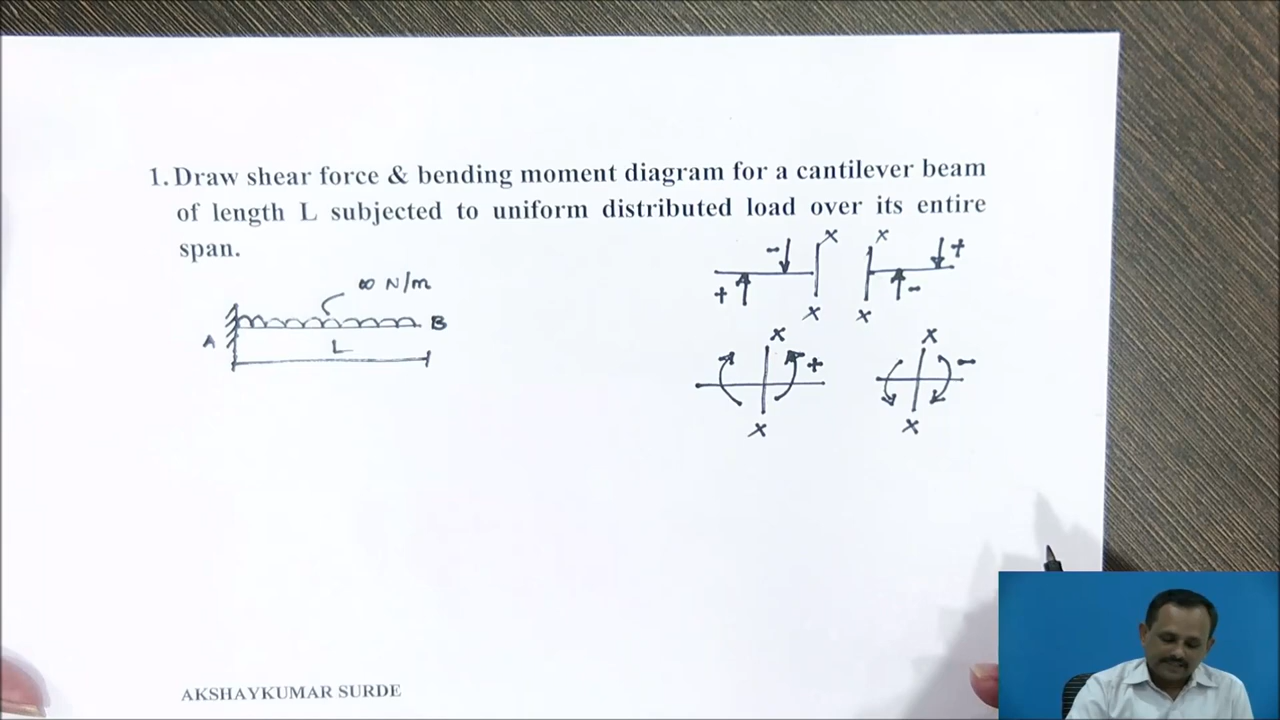 1. Draw shear force & bending moment diagram for a cantilever beam
of length L subjected to uniform distributed load over its entire
span.
x x
- +
+ -
x x
ω N/m
A B
L
x x
+ -
x x
AKSHAYKUMAR SURDE